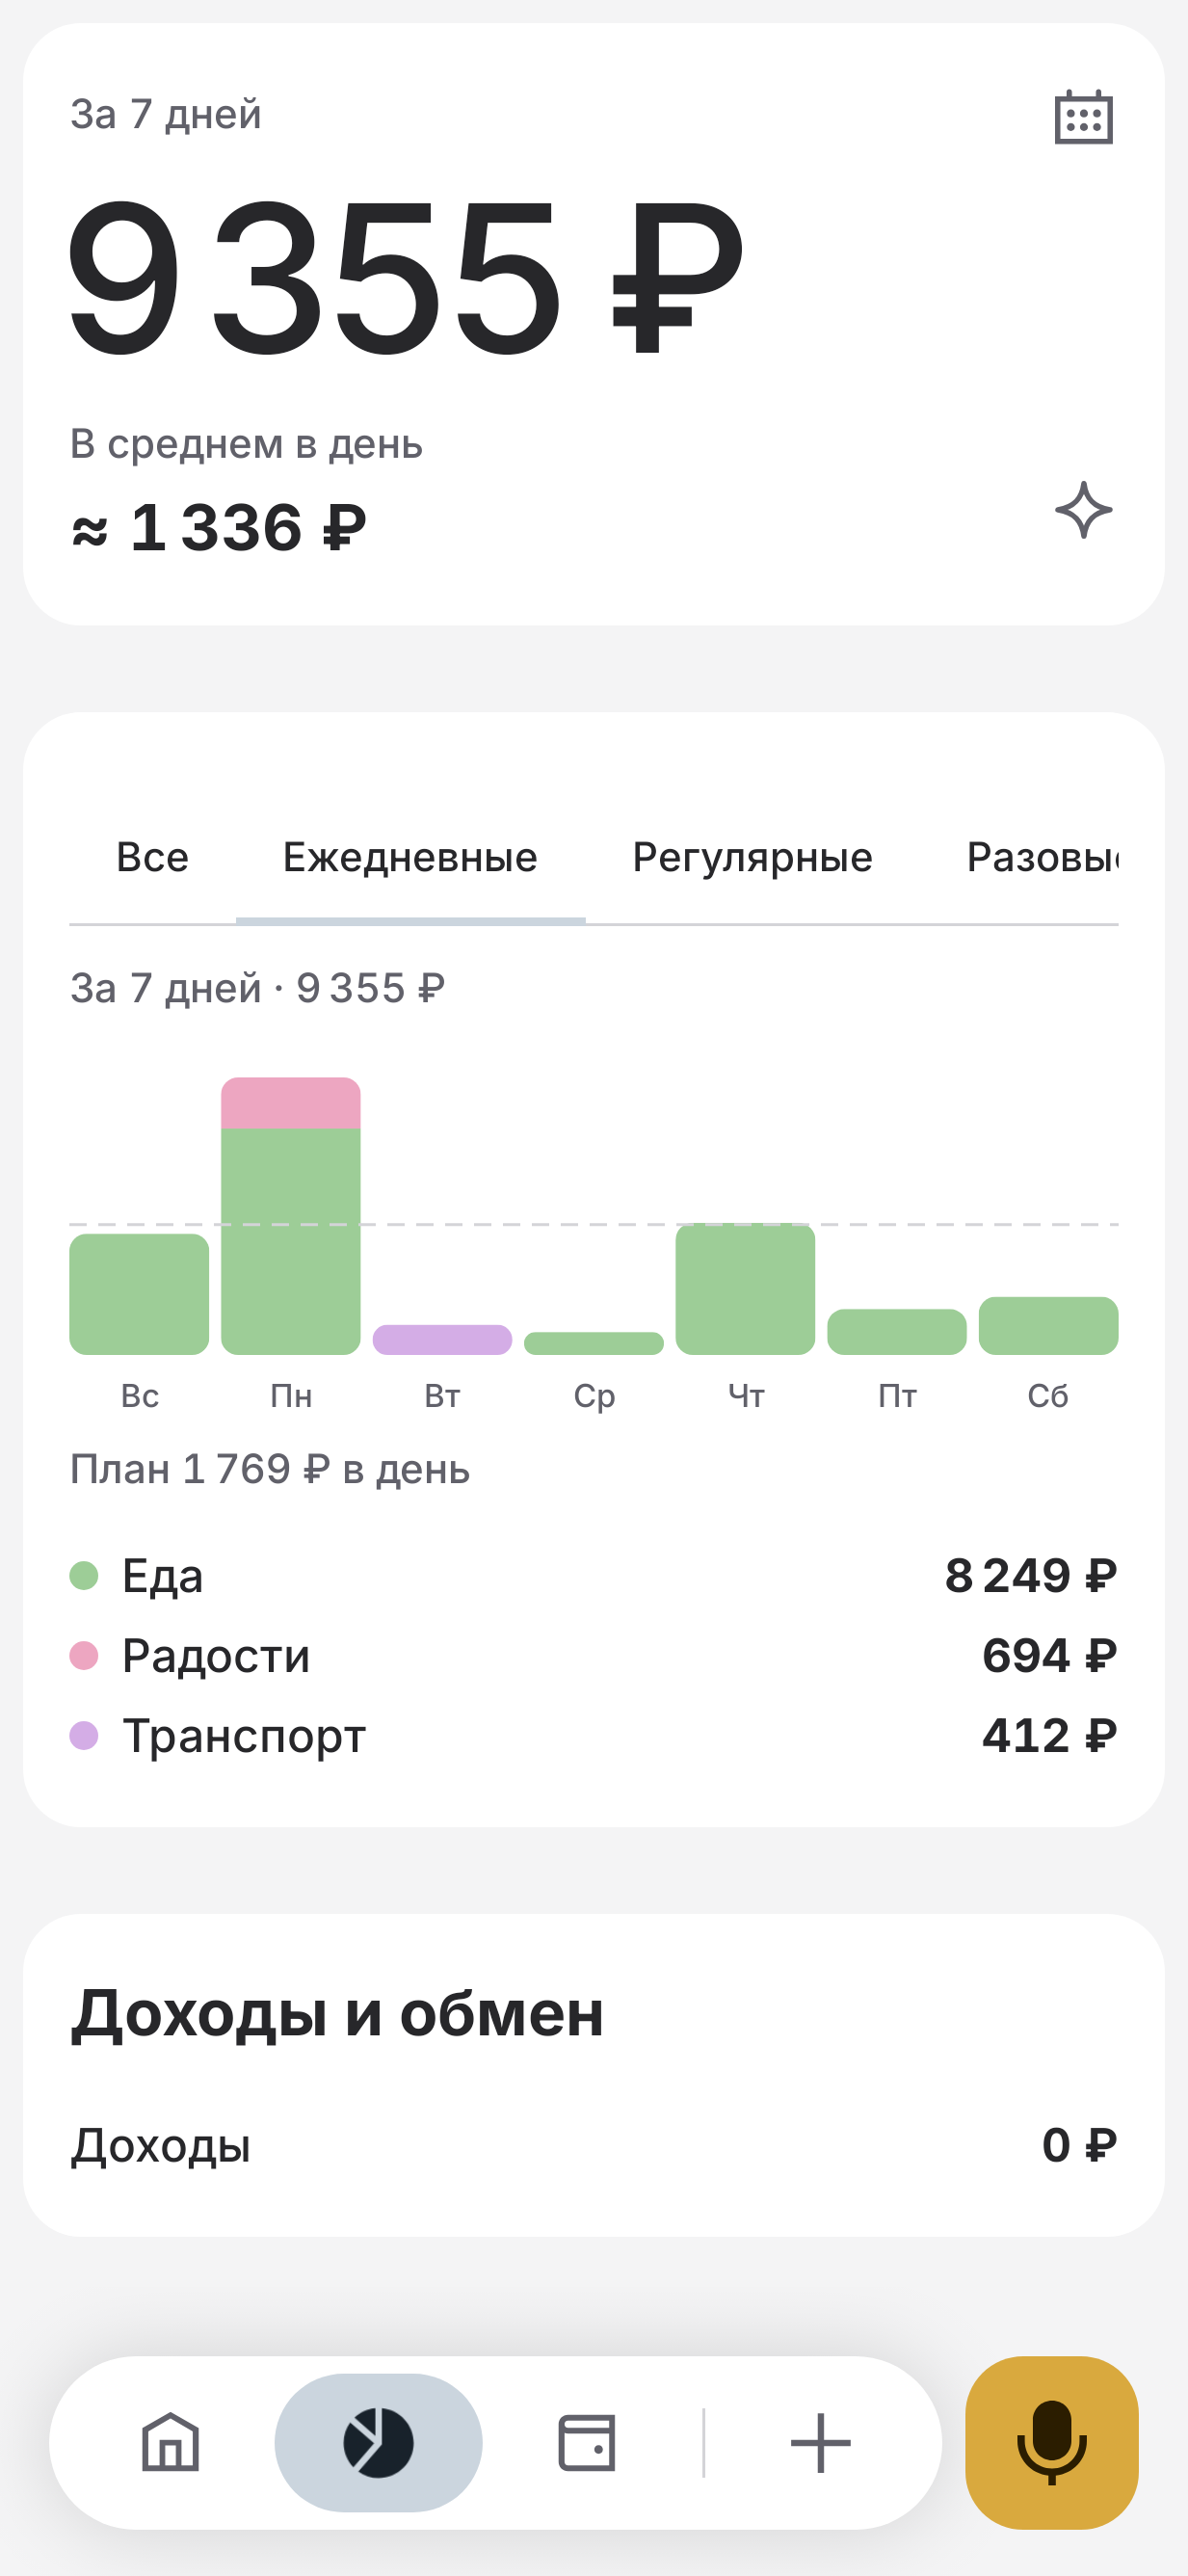 За 7 дней
9 355 ₽
В среднем в день
≈ 1 336 ₽
Все Ежедневные Регулярные
За 7 дней · 9 355 ₽
Вс Пн Вт Ср Чт Пт Сб
План 1 769 ₽ в день
Еда 8 249 ₽
Радости 694 ₽
Транспорт 412 ₽
Доходы и обмен
Доходы 0 ₽